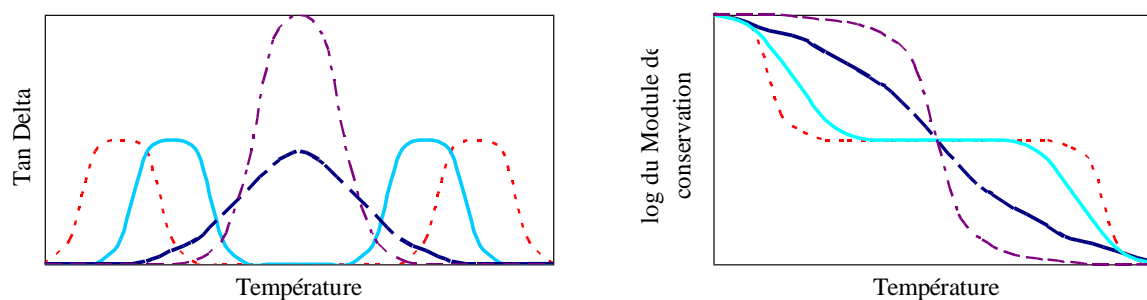 Tan Delta
Température
log du Module de
conservation
Température